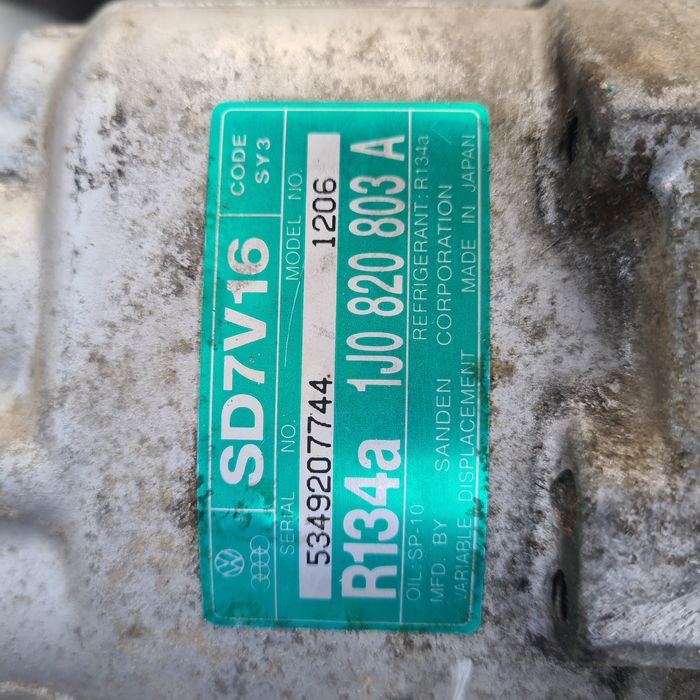 SD7V16
CODE
SY3
SERIAL NO.
MODEL NO.
5349207744
1206
R134a 1J0 820 803 A
OIL: SP-10 REFRIGERANT: R134a
MFD. BY SANDEN CORPORATION
VARIABLE DISPLACEMENT MADE IN JAPAN